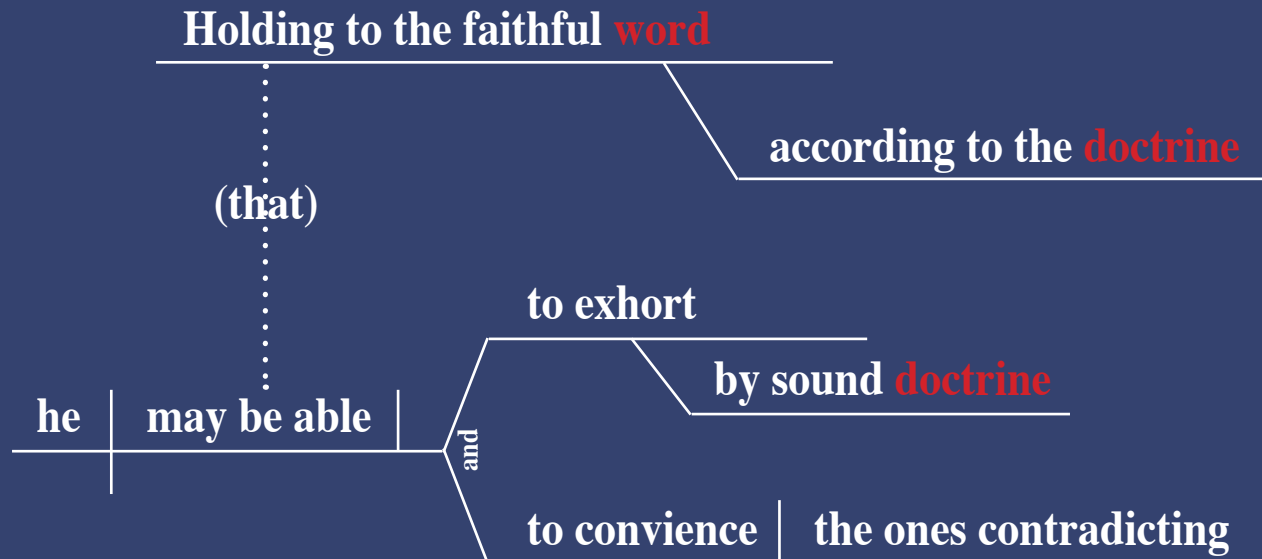 Holding to the faithful word
according to the doctrine
(that)
to exhort
by sound doctrine
he may be able
and
to convience the ones contradicting